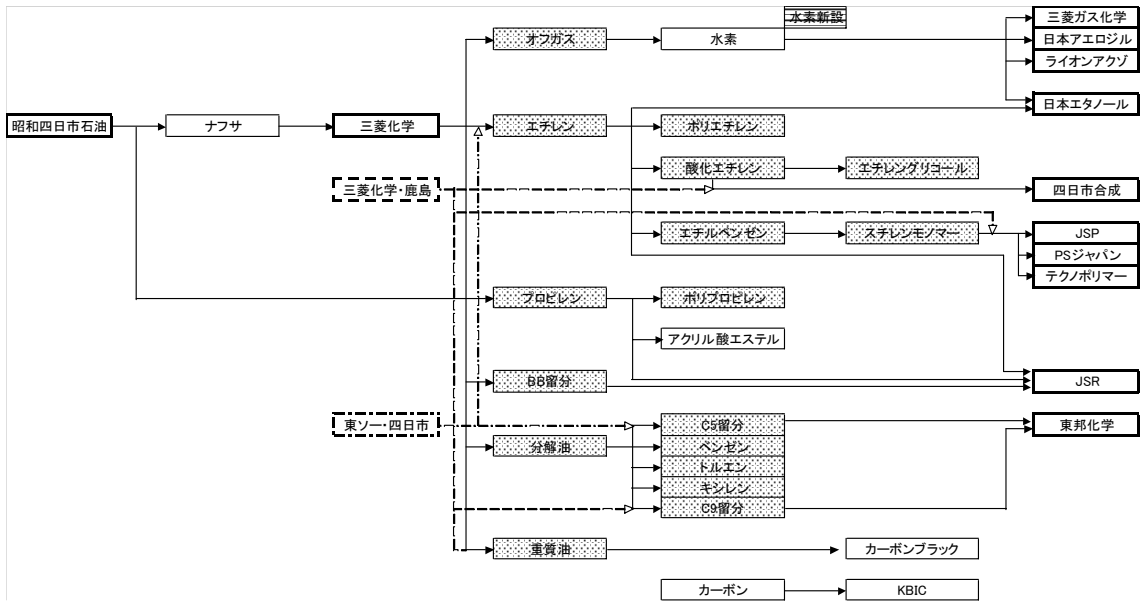 水素新設
三菱ガス化学
オフガス
水素
日本アエロジル
ライオンアクゾ
日本エタノール
昭和四日市石油
ナフサ
三菱化学
エチレン
ポリエチレン
酸化エチレン
エチレングリコール
三菱化学・鹿島
四日市合成
エチルベンゼン
スチレンモノマー
JSP
PSジャパン
テクノポリマー
プロピレン
ポリプロピレン
アクリル酸エステル
BB留分
JSR
東ソー・四日市
C5留分
東邦化学
分解油
ベンゼン
トルエン
キシレン
C9留分
重質油
カーボンブラック
カーボン
KBIC